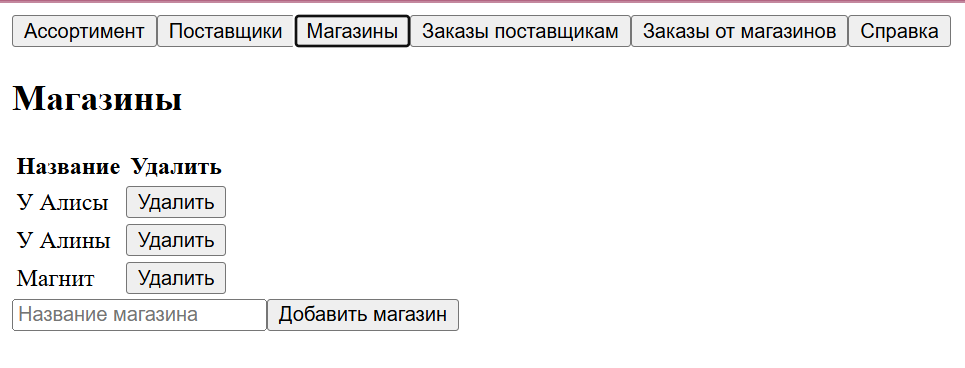 Ассортимент Поставщики Магазины Заказы поставщикам Заказы от магазинов Справка
Магазины
Название Удалить
У Алисы Удалить
У Алины Удалить
Магнит Удалить
Название магазина Добавить магазин